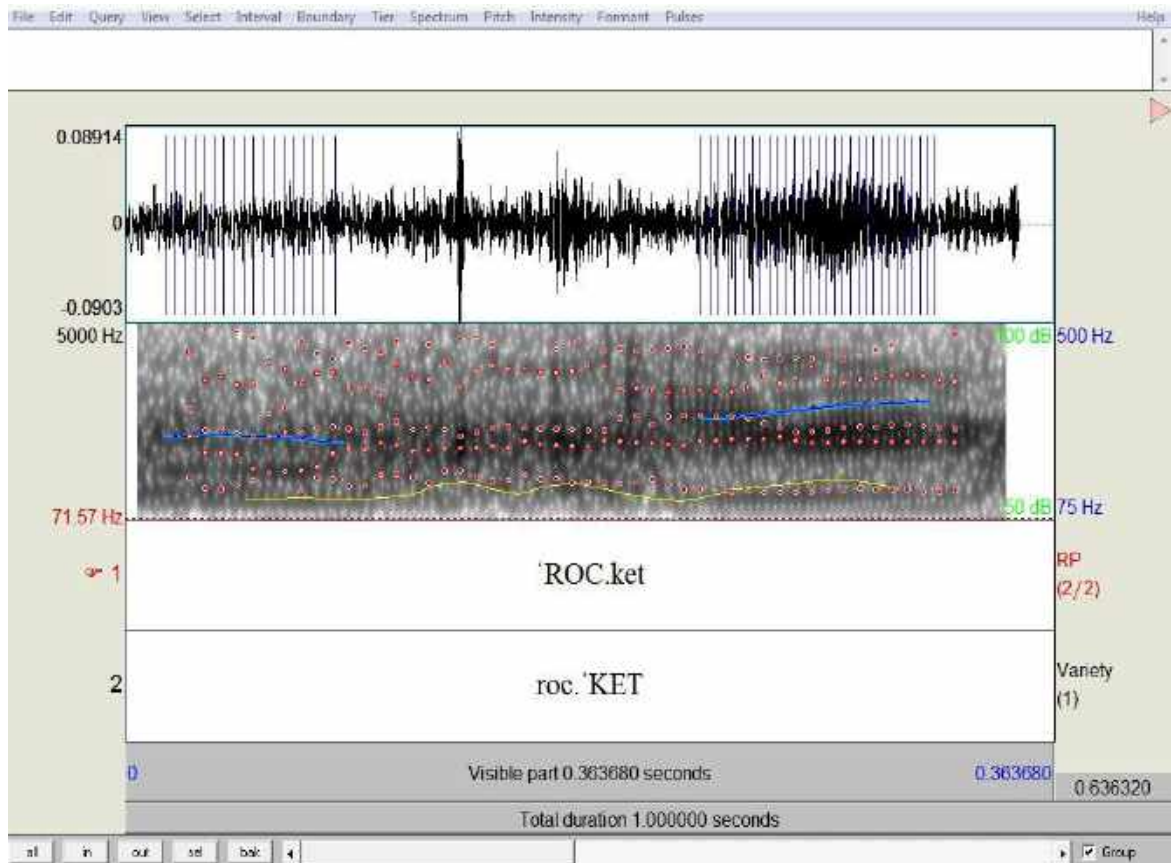 File Edit Query View Select Interval Boundary Tier Spectrum Pitch Intensity Formant Pulses Help
0.08914
0
-0.0903
5000 Hz 100 dB 500 Hz
71.57 Hz 50 dB 75 Hz
☞ 1 ˈROC.ket RP
(2/2)
2 roc.ˈKET Variety
(1)
0 Visible part 0.363680 seconds 0.363680 0.636320
Total duration 1.000000 seconds
all in out sel bak Group